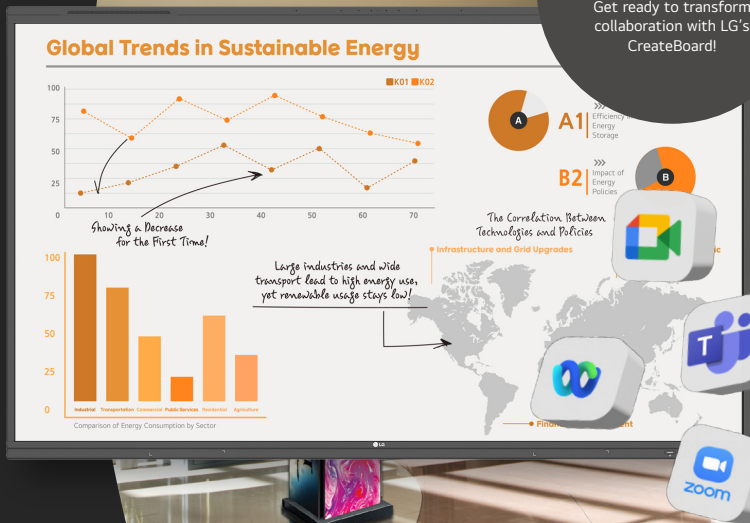 Get ready to transform
collaboration with LG's
CreateBoard!
Global Trends in Sustainable Energy
K01 K02
100
75
50
25
0 10 20 30 40 50 60 70
A
A1
Efficiency
Energy
Storage
B2
Impact of
Energy
Policies
B
Showing a Decrease
for the First Time!
The Correlation Between
Technologies and Policies
Infrastructure and Grid Upgrades
Large industries and wide
transport lead to high energy use,
yet renewable usage stays low!
100
75
50
25
0
Industrial Transportation Commercial Public Services Residential Agriculture
Comparison of Energy Consumption by Sector
T
zoom
LG